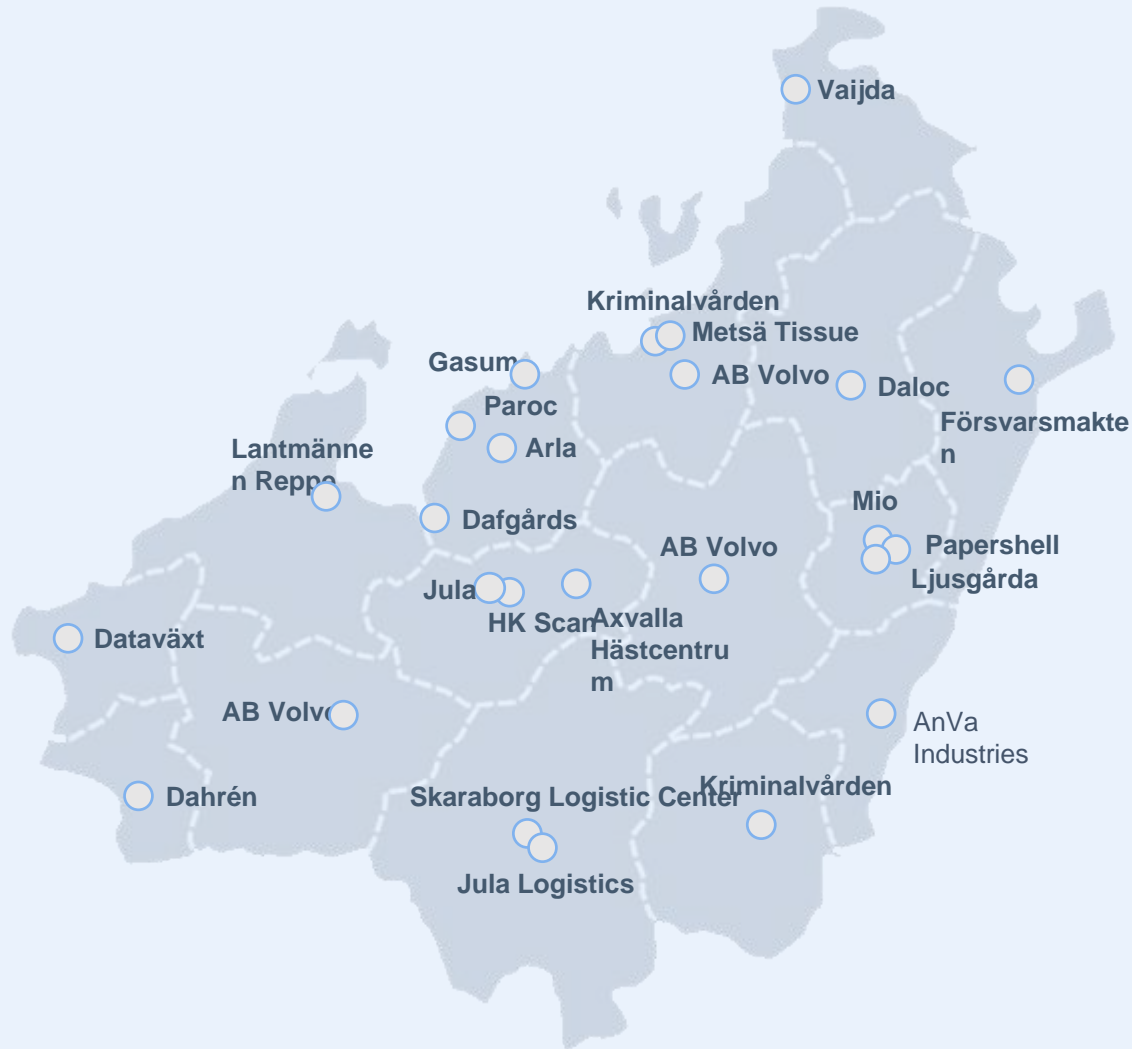 Vaijda
Kriminalvården
Metsä Tissue
Gasum
AB Volvo
Daloc
Paroc
Försvarsmakte
n
Arla
Lantmänne
n Reppe
Mio
Dafgårds
AB Volvo
Papershell
Ljusgårda
Jula
HK Scan
Axvalla
Hästcentru
m
Dataväxt
AB Volvo
AnVa
Industries
Kriminalvården
Dahrén
Skaraborg Logistic Center
Jula Logistics